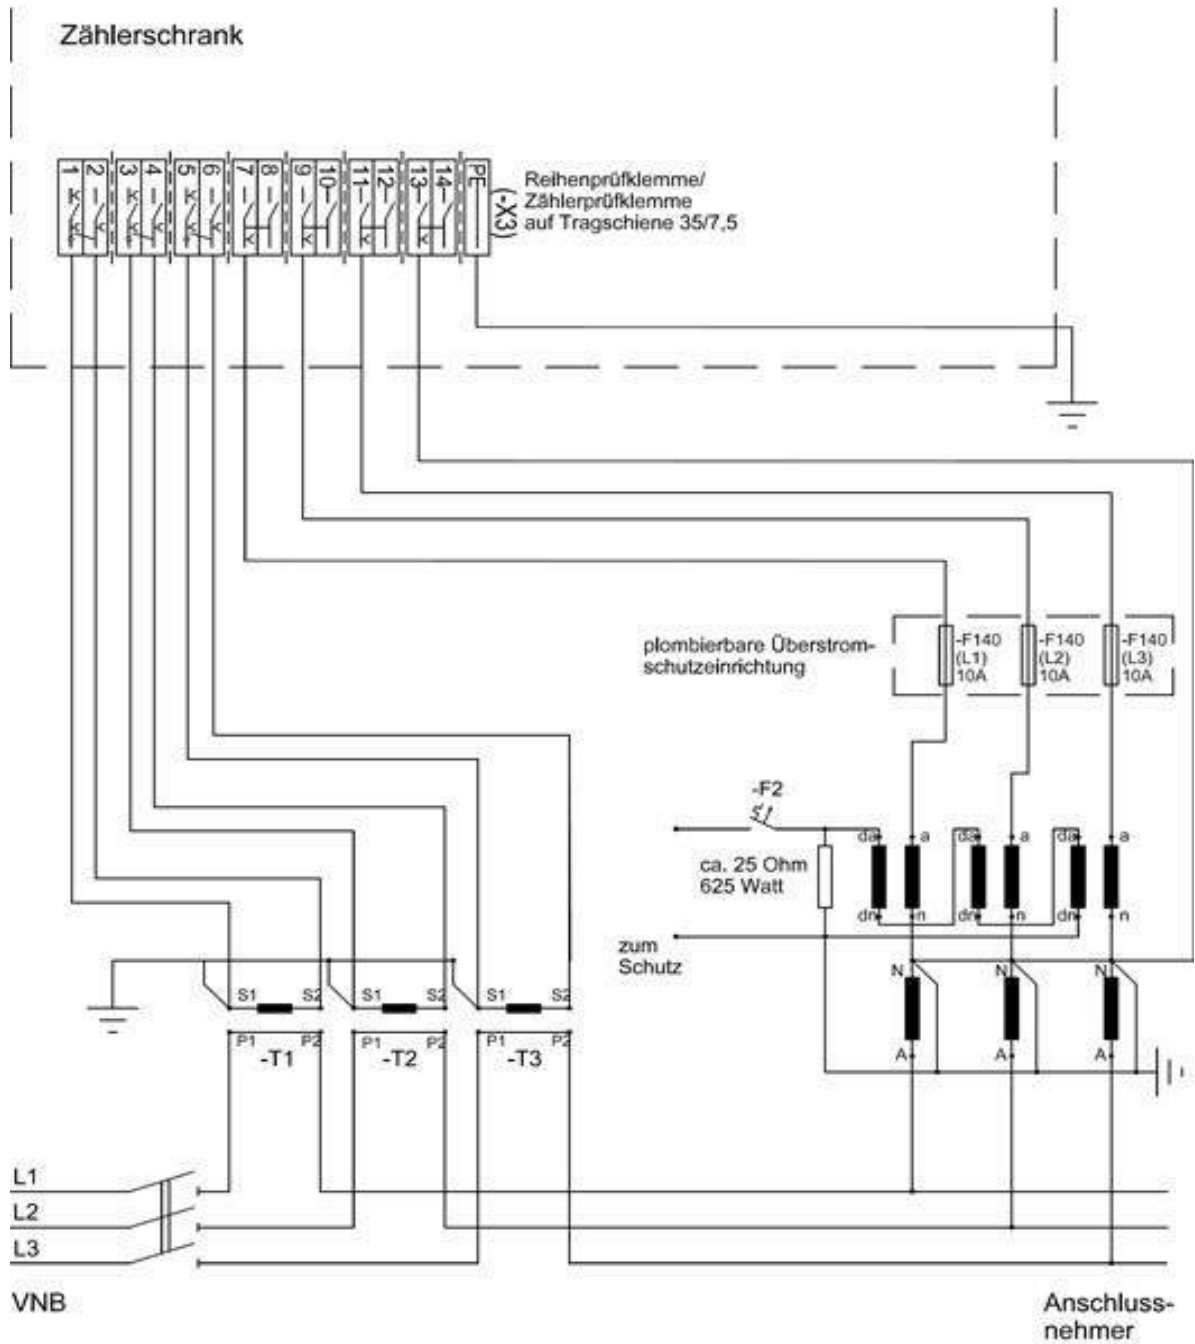 Zählerschrank
1 2 3 4 5 6 7 8 9 10 11 12 13 14 PE
(-X3)
Reihenprüfklemme/
Zählerprüfklemme
auf Tragschiene 35/7,5
plombierbare Überstrom-
schutzeinrichtung
-F140
(L1)
10A
-F140
(L2)
10A
-F140
(L3)
10A
-F2
ca. 25 Ohm
625 Watt
da a da a da a
dn n dn n dn n
zum
Schutz
N N N
A A A
S1 S2 S1 S2 S1 S2
P1 P2 P1 P2 P1 P2
-T1 -T2 -T3
L1
L2
L3
VNB
Anschluss-
nehmer